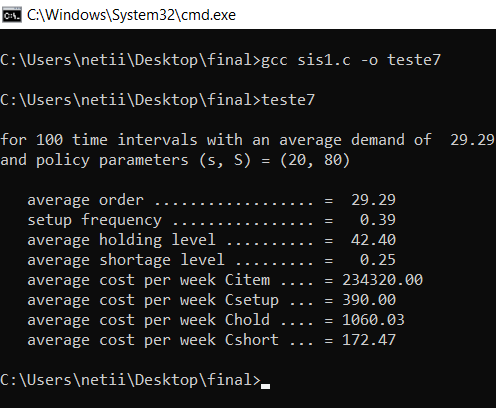 C:\Windows\System32\cmd.exe
C:\Users\netii\Desktop\final>gcc sis1.c -o teste7
C:\Users\netii\Desktop\final>teste7
for 100 time intervals with an average demand of  29.29
and policy parameters (s, S) = (20, 80)
   average order .................. =  29.29
   setup frequency ................ =   0.39
   average holding level .......... =  42.40
   average shortage level ......... =   0.25
   average cost per week Citem .... = 234320.00
   average cost per week Csetup ... = 390.00
   average cost per week Chold .... = 1060.03
   average cost per week Cshort ... = 172.47
C:\Users\netii\Desktop\final>